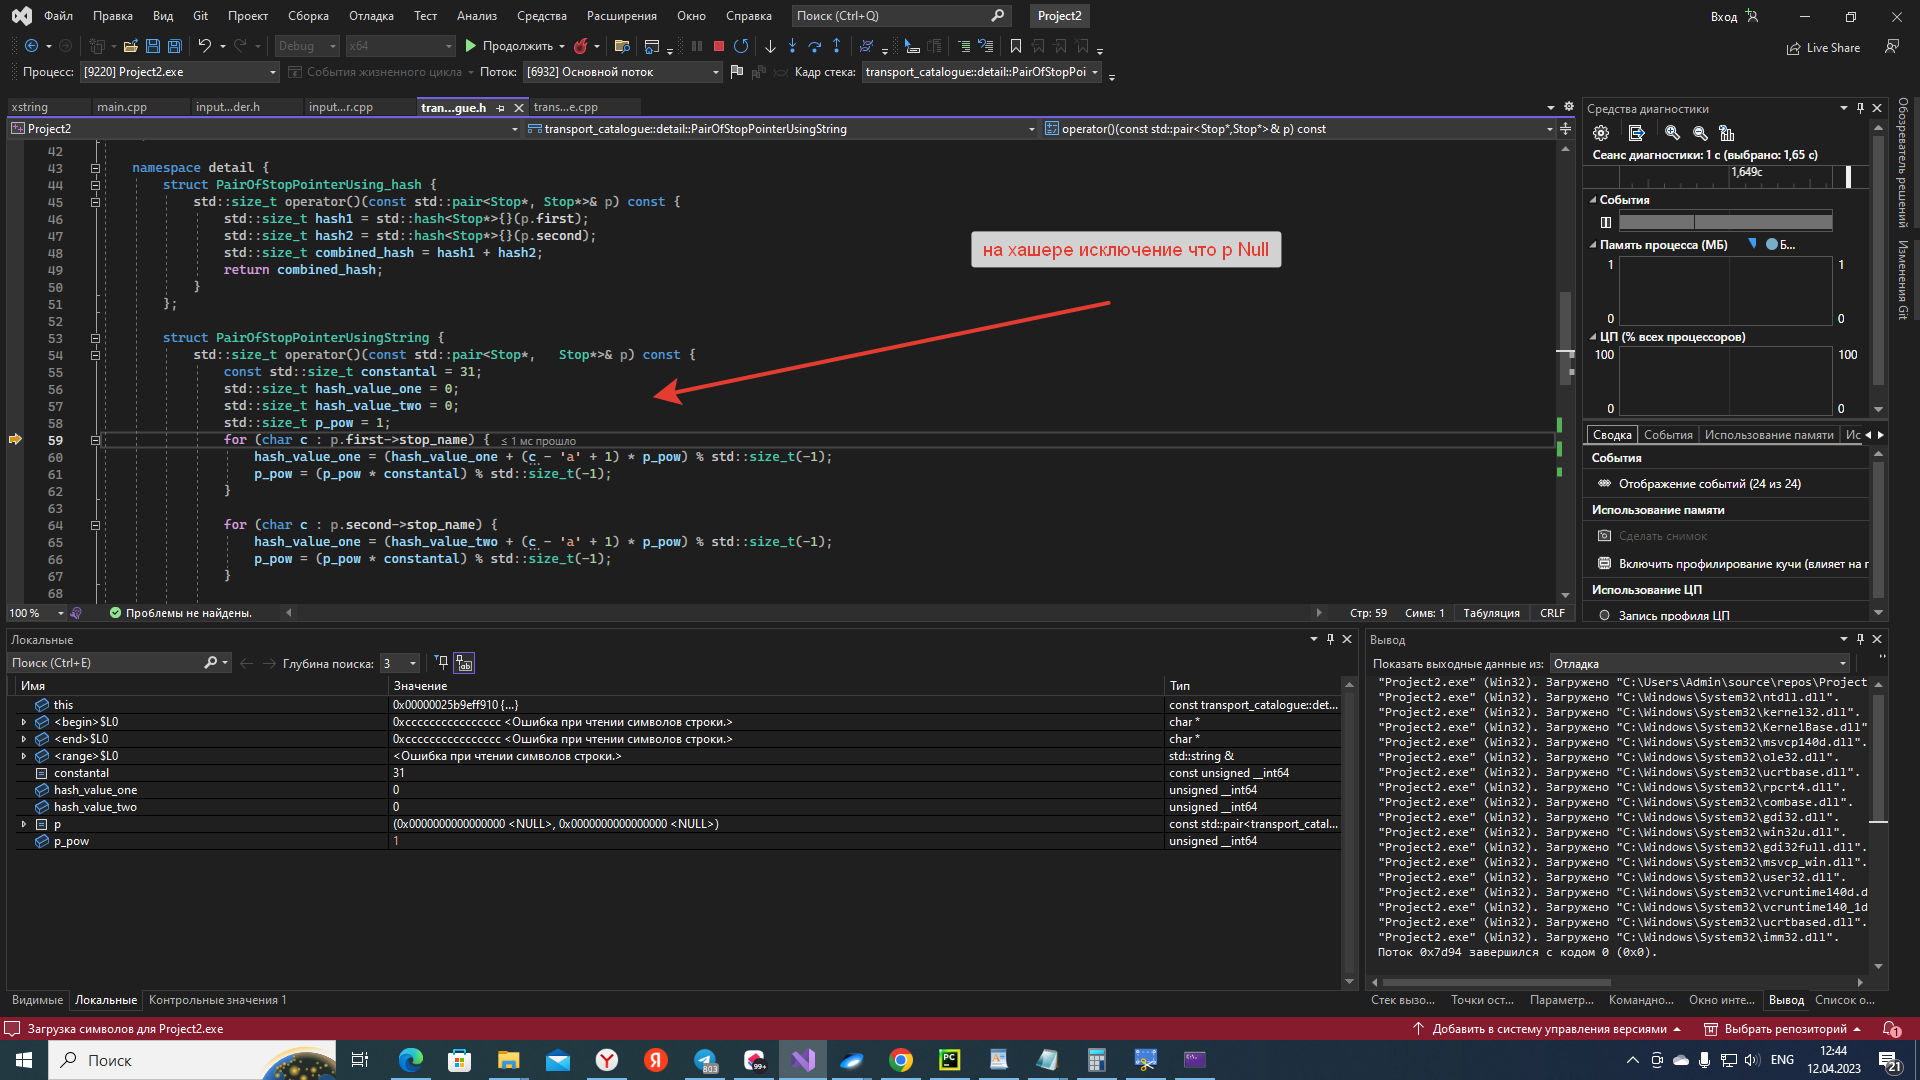 Файл Правка Вид Git Проект Сборка Отладка Тест Анализ Средства Расширения Окно Справка Поиск (Ctrl+Q) Project2 Вход
Debug x64 Продолжить Live Share
Процесс: [9220] Project2.exe События жизненного цикла Поток: [6932] Основной поток Кадр стека: transport_catalogue::detail::PairOfStopPoi
xstring main.cpp input...der.h input...r.cpp tran...gue.h trans...e.cpp
Project2 transport_catalogue::detail::PairOfStopPointerUsingString operator()(const std::pair<Stop*,Stop*>& p) const
42
43 namespace detail {
44 struct PairOfStopPointerUsing_hash {
45 std::size_t operator()(const std::pair<Stop*, Stop*>& p) const {
46 std::size_t hash1 = std::hash<Stop*>{}(p.first);
47 std::size_t hash2 = std::hash<Stop*>{}(p.second);
48 std::size_t combined_hash = hash1 + hash2;
49 return combined_hash;
50 }
51 };
52
53 struct PairOfStopPointerUsingString {
54 std::size_t operator()(const std::pair<Stop*, Stop*>& p) const {
55 const std::size_t constantal = 31;
56 std::size_t hash_value_one = 0;
57 std::size_t hash_value_two = 0;
58 std::size_t p_pow = 1;
59 for (char c : p.first->stop_name) { ≤ 1 мс прошло
60 hash_value_one = (hash_value_one + (c - 'a' + 1) * p_pow) % std::size_t(-1);
61 p_pow = (p_pow * constantal) % std::size_t(-1);
62 }
63
64 for (char c : p.second->stop_name) {
65 hash_value_one = (hash_value_two + (c - 'a' + 1) * p_pow) % std::size_t(-1);
66 p_pow = (p_pow * constantal) % std::size_t(-1);
67 }
68
на хашере исключение что p Null
100 % Проблемы не найдены. Стр: 59 Симв: 1 Табуляция CRLF
Средства диагностики
Сеанс диагностики: 1 с (выбрано: 1,65 с)
1,649с
События
Память процесса (МБ) Б...
1 1
0 0
ЦП (% всех процессоров)
100 100
0 0
Сводка События Использование памяти Ис
События
Отображение событий (24 из 24)
Использование памяти
Сделать снимок
Включить профилирование кучи (влияет на г
Использование ЦП
Запись профиля ЦП
Обозреватель решений
Изменения Git
Локальные
Поиск (Ctrl+E) Глубина поиска: 3
Имя Значение Тип
this 0x00000025b9eff910 {...} const transport_catalogue::det...
<begin>$L0 0xcccccccccccccccc <Ошибка при чтении символов строки.> char *
<end>$L0 0xcccccccccccccccc <Ошибка при чтении символов строки.> char *
<range>$L0 <Ошибка при чтении символов строки.> std::string &
constantal 31 const unsigned __int64
hash_value_one 0 unsigned __int64
hash_value_two 0 unsigned __int64
p (0x0000000000000000 <NULL>, 0x0000000000000000 <NULL>) const std::pair<transport_catal...
p_pow 1 unsigned __int64
Видимые Локальные Контрольные значения 1
Вывод
Показать выходные данные из: Отладка
"Project2.exe" (Win32). Загружено "C:\Users\Admin\source\repos\Project
"Project2.exe" (Win32). Загружено "C:\Windows\System32\ntdll.dll".
"Project2.exe" (Win32). Загружено "C:\Windows\System32\kernel32.dll".
"Project2.exe" (Win32). Загружено "C:\Windows\System32\KernelBase.dll"
"Project2.exe" (Win32). Загружено "C:\Windows\System32\msvcp140d.dll".
"Project2.exe" (Win32). Загружено "C:\Windows\System32\ole32.dll".
"Project2.exe" (Win32). Загружено "C:\Windows\System32\ucrtbase.dll".
"Project2.exe" (Win32). Загружено "C:\Windows\System32\rpcrt4.dll".
"Project2.exe" (Win32). Загружено "C:\Windows\System32\combase.dll".
"Project2.exe" (Win32). Загружено "C:\Windows\System32\gdi32.dll".
"Project2.exe" (Win32). Загружено "C:\Windows\System32\win32u.dll".
"Project2.exe" (Win32). Загружено "C:\Windows\System32\gdi32full.dll".
"Project2.exe" (Win32). Загружено "C:\Windows\System32\msvcp_win.dll".
"Project2.exe" (Win32). Загружено "C:\Windows\System32\user32.dll".
"Project2.exe" (Win32). Загружено "C:\Windows\System32\vcruntime140d.d
"Project2.exe" (Win32). Загружено "C:\Windows\System32\vcruntime140_1d
"Project2.exe" (Win32). Загружено "C:\Windows\System32\ucrtbased.dll".
"Project2.exe" (Win32). Загружено "C:\Windows\System32\imm32.dll".
Поток 0x7d94 завершился с кодом 0 (0x0).
Стек вызо... Точки ост... Параметр... Командно... Окно инте... Вывод Список о...
Загрузка символов для Project2.exe Добавить в систему управления версиями Выбрать репозиторий 1
Поиск 803 99+ PC ENG 12:44
12.04.2023 21